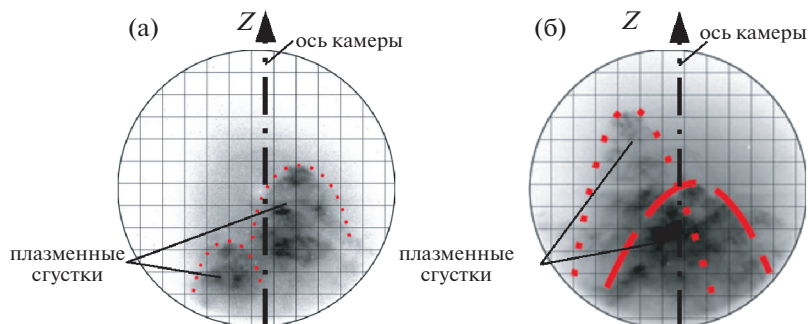 (а)
Z
ось камеры
плазменные
сгустки
(б)
Z
ось камеры
плазменные
сгустки